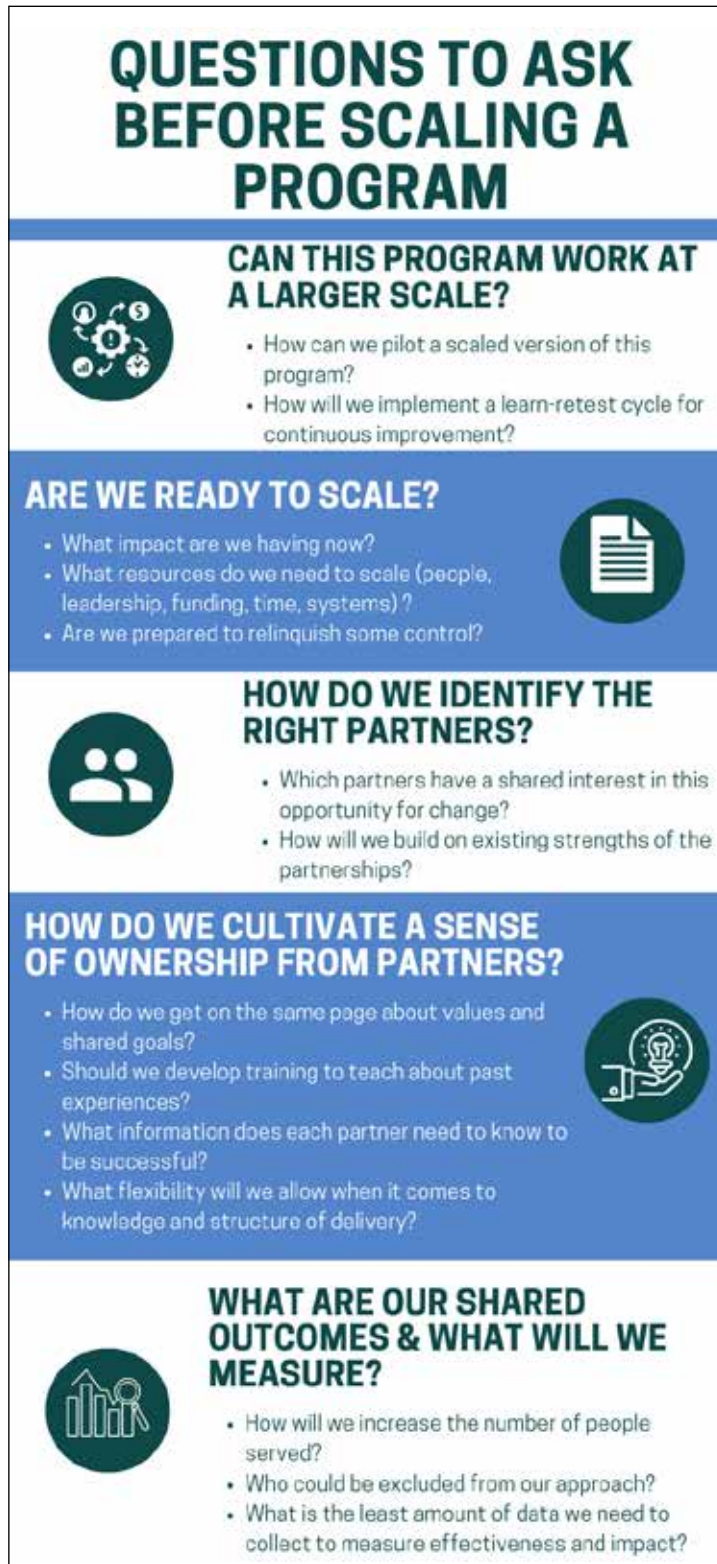 QUESTIONS TO ASK
BEFORE SCALING A
PROGRAM
CAN THIS PROGRAM WORK AT
A LARGER SCALE?
• How can we pilot a scaled version of this
program?
• How will we implement a learn-retest cycle for
continuous improvement?
ARE WE READY TO SCALE?
• What impact are we having now?
• What resources do we need to scale (people,
leadership, funding, time, systems) ?
• Are we prepared to relinquish some control?
HOW DO WE IDENTIFY THE
RIGHT PARTNERS?
• Which partners have a shared interest in this
opportunity for change?
• How will we build on existing strengths of the
partnerships?
HOW DO WE CULTIVATE A SENSE
OF OWNERSHIP FROM PARTNERS?
• How do we get on the same page about values and
shared goals?
• Should we develop training to teach about past
experiences?
• What information does each partner need to know to
be successful?
• What flexibility will we allow when it comes to
knowledge and structure of delivery?
WHAT ARE OUR SHARED
OUTCOMES & WHAT WILL WE
MEASURE?
• How will we increase the number of people
served?
• Who could be excluded from our approach?
• What is the least amount of data we need to
collect to measure effectiveness and impact?